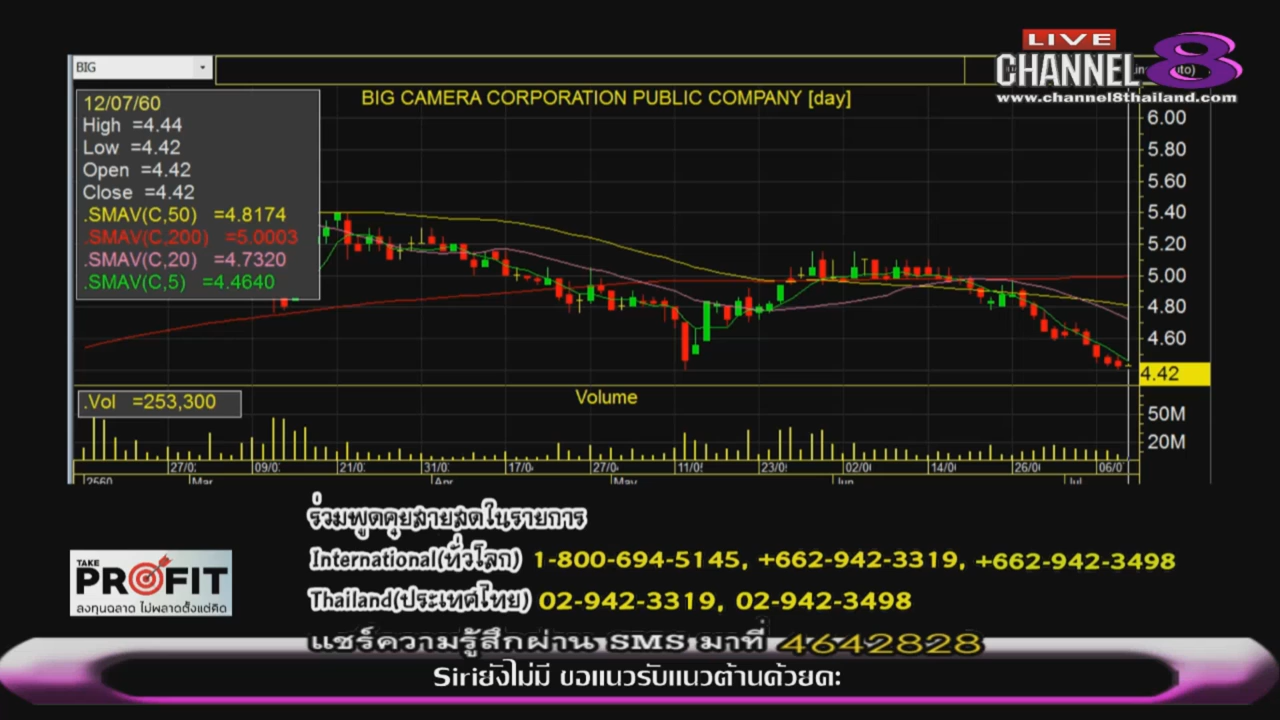 LIVE
CHANNEL 8
www.channel8thailand.com
BIG
BIG CAMERA CORPORATION PUBLIC COMPANY [day]
12/07/60
High =4.44
Low =4.42
Open =4.42
Close =4.42
.SMAV(C,50) =4.8174
.SMAV(C,200) =5.0003
.SMAV(C,20) =4.7320
.SMAV(C,5) =4.4640
6.00
5.80
5.60
5.40
5.20
5.00
4.80
4.60
4.42
.Vol =253,300
Volume
50M
20M
27/0 09/0 21/0 31/0 17/0 27/0 11/0 23/0 02/0 14/0 26/0 06/0
2560 Mar Apr May Jun Jul
ร่วมพูดคุยสายสดในรายการ
International(ทั่วโลก) 1-800-694-5145, +662-942-3319, +662-942-3498
Thailand(ประเทศไทย) 02-942-3319, 02-942-3498
แชร์ความรู้สึกผ่าน SMS มาที่ 4642828
TAKE
PROFIT
ลงทุนฉลาด ไม่พลาดตั้งแต่คิด
Siriยังไม่มี ขอแนวรับแนวต้านด้วยคะ